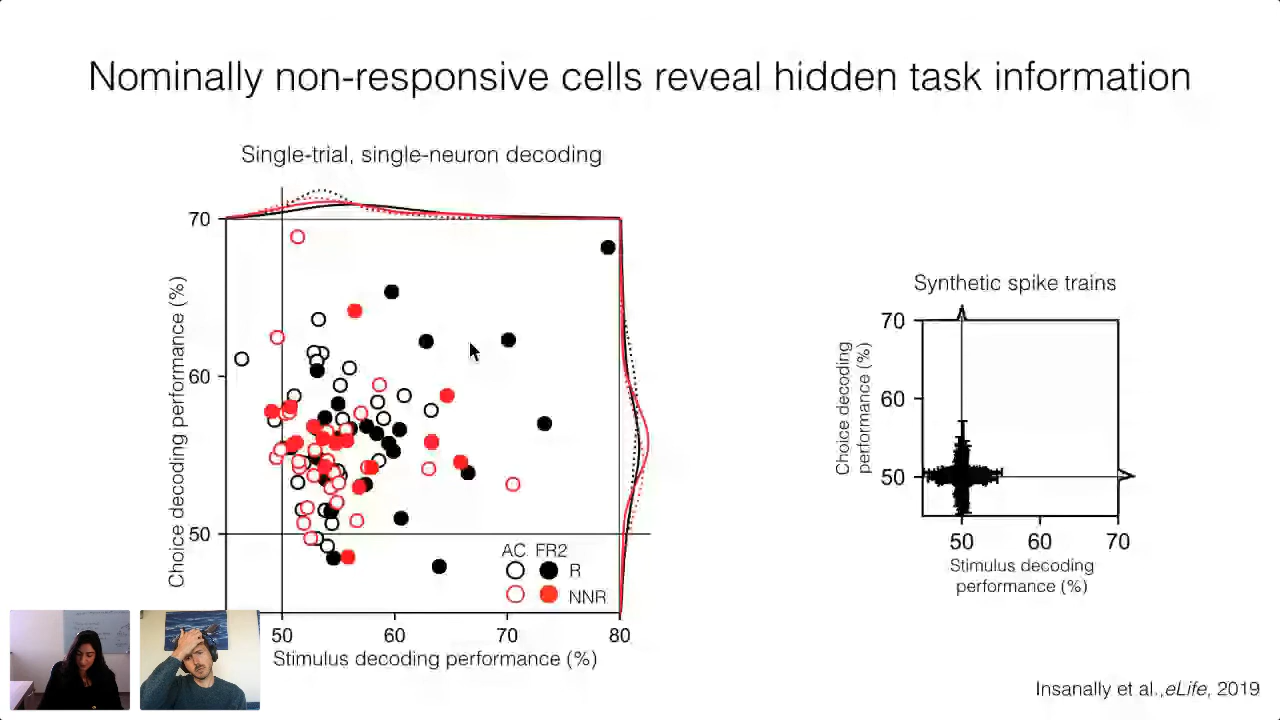 Nominally non-responsive cells reveal hidden task information
Single-trial, single-neuron decoding
70
60
50
Choice decoding performance (%)
AC FR2
R
NNR
50 60 70 80
Stimulus decoding performance (%)
Synthetic spike trains
70
60
50
Choice decoding
performance (%)
50 60 70
Stimulus decoding
performance (%)
Insanally et al.,eLife, 2019